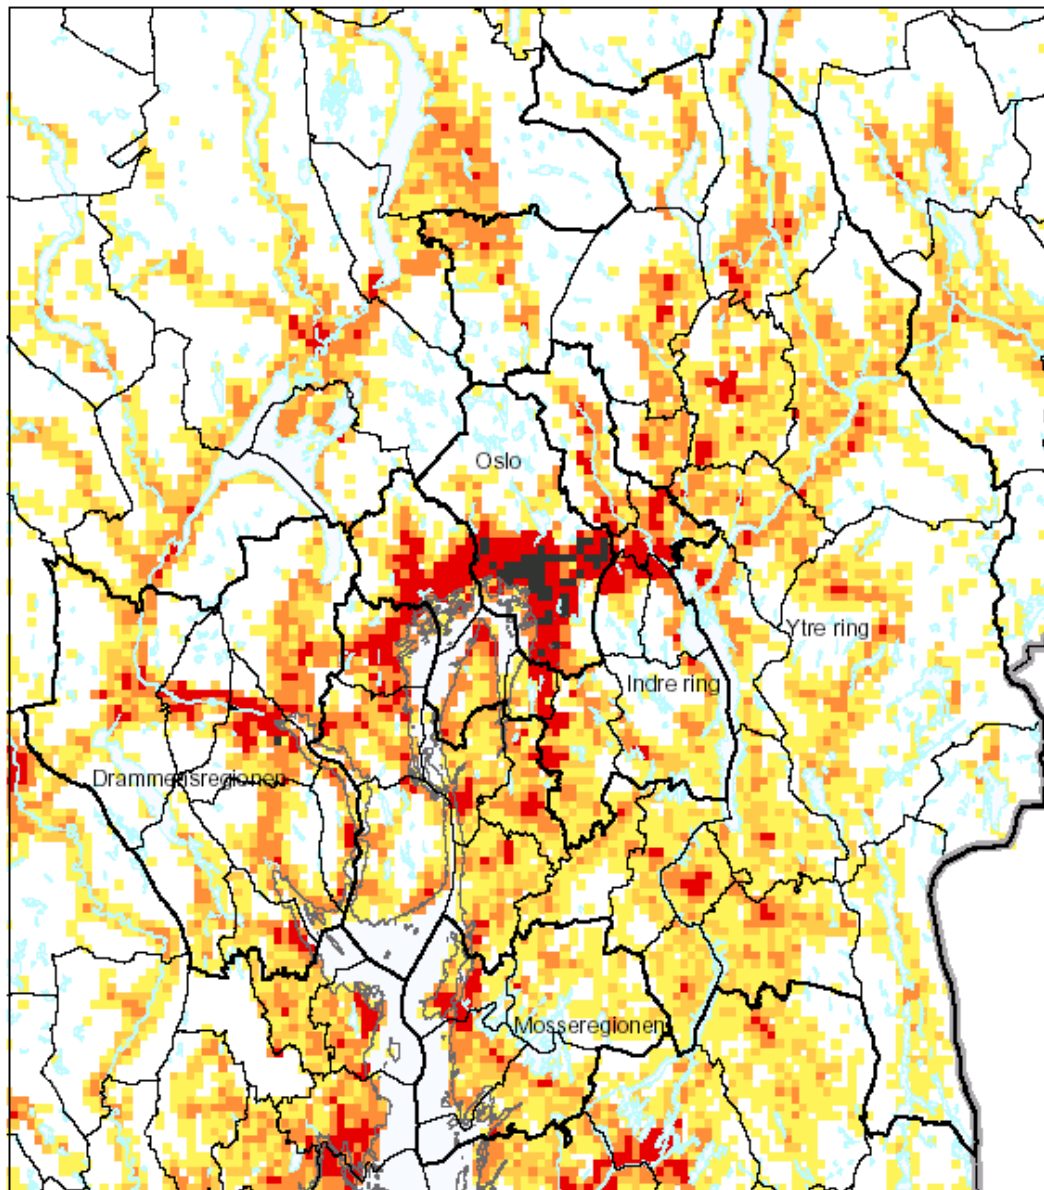 Oslo
Ytre ring
Indre ring
Drammensregionen
Mosseregionen